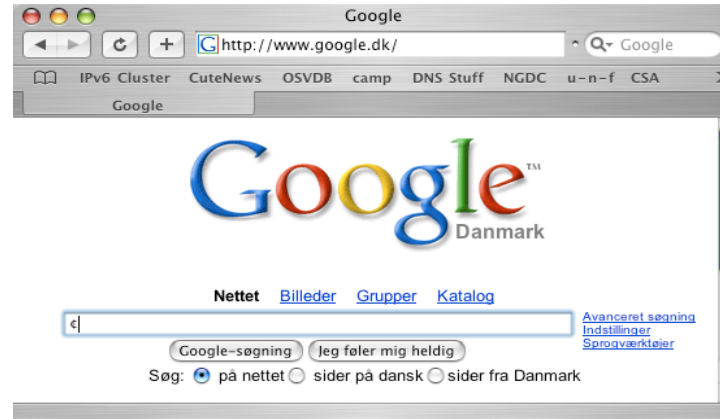 Google
http://www.google.dk/
Google
IPv6 Cluster CuteNews OSVDB camp DNS Stuff NGDC u-n-f CSA
Google
Google™
Danmark
Nettet Billeder Grupper Katalog
¢
Avanceret søgning
Indstillinger
Sprogværktøjer
Google-søgning Jeg føler mig heldig
Søg: på nettet sider på dansk sider fra Danmark